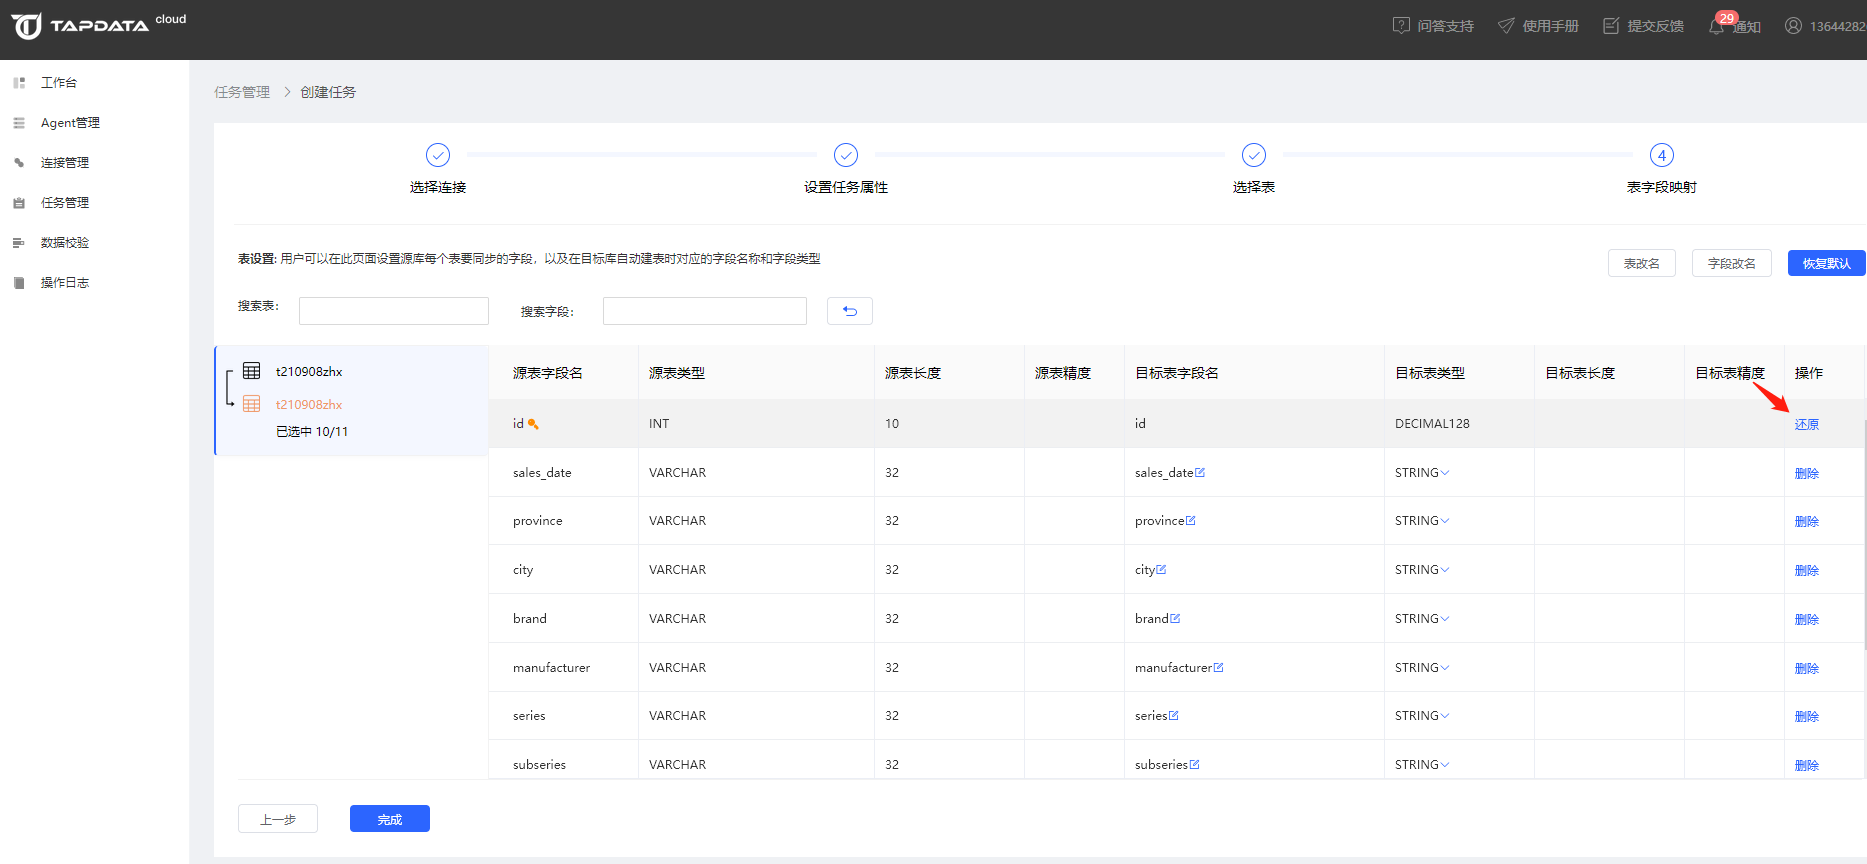 TAPDATA cloud
问答支持
使用手册
提交反馈
29
通知
1364428
工作台
Agent管理
连接管理
任务管理
数据校验
操作日志
任务管理 > 创建任务
选择连接
设置任务属性
选择表
4
表字段映射
表设置: 用户可以在此页面设置源库每个表要同步的字段，以及在目标库自动建表时对应的字段名称和字段类型
表改名
字段改名
恢复默认
搜索表：
搜索字段：
t210908zhx
t210908zhx
已选中 10/11
源表字段名 源表类型 源表长度 源表精度 目标表字段名 目标表类型 目标表长度 目标表精度 操作
id INT 10 id DECIMAL128 还原
sales_date VARCHAR 32 sales_date STRING 删除
province VARCHAR 32 province STRING 删除
city VARCHAR 32 city STRING 删除
brand VARCHAR 32 brand STRING 删除
manufacturer VARCHAR 32 manufacturer STRING 删除
series VARCHAR 32 series STRING 删除
subseries VARCHAR 32 subseries STRING 删除
上一步
完成